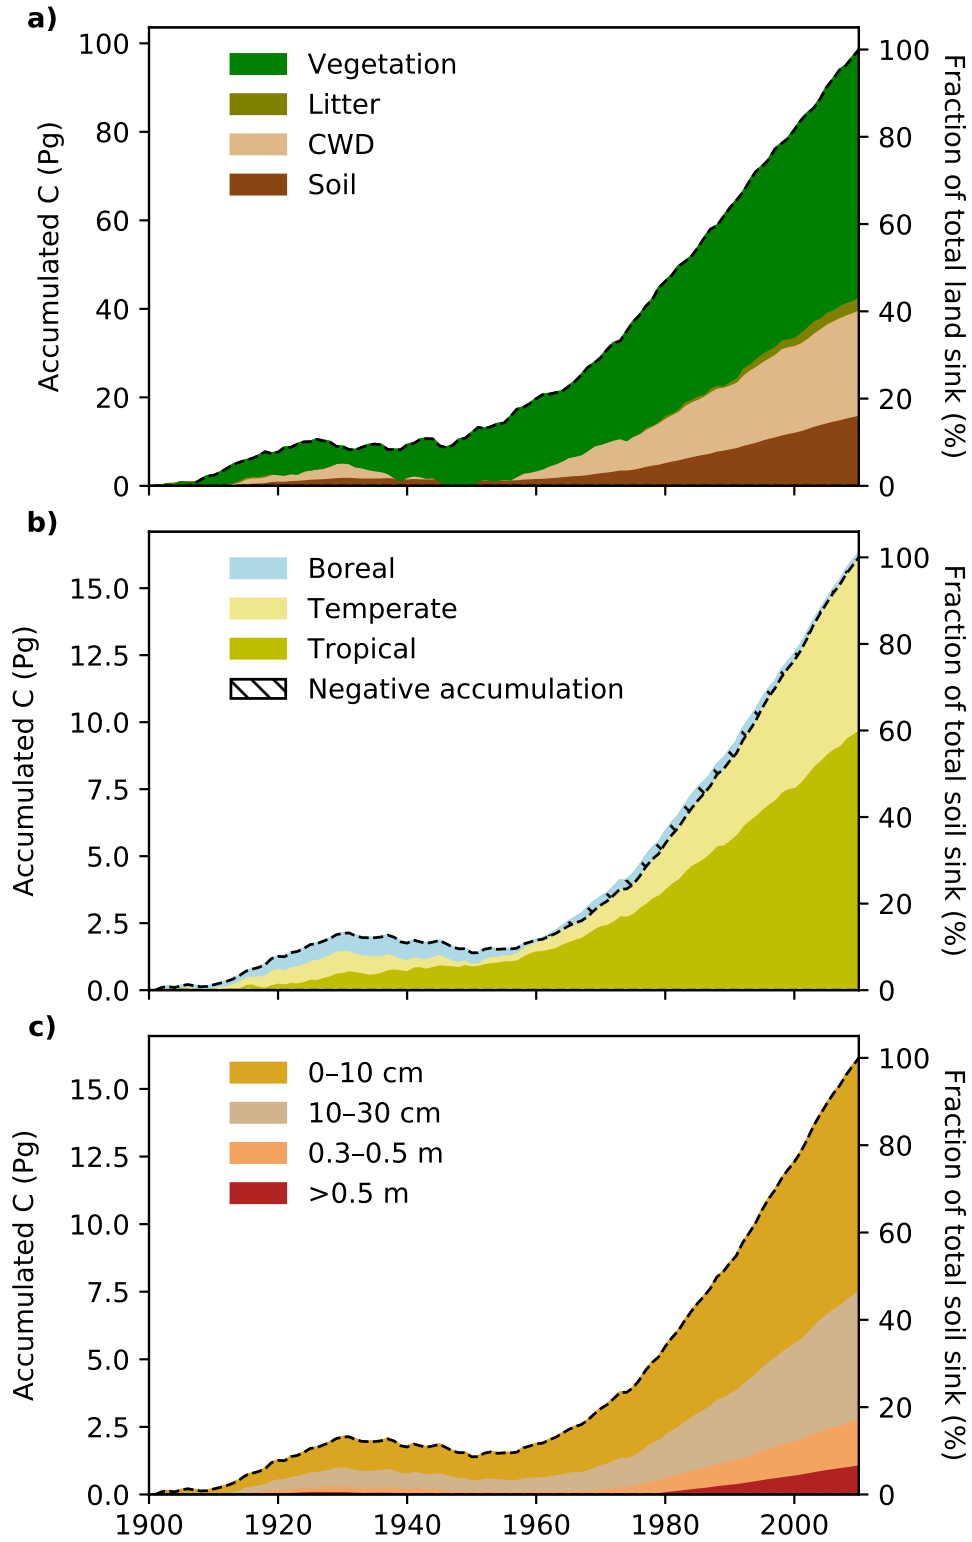 a)
Accumulated C (Pg)
100
80
60
40
20
0
Vegetation
Litter
CWD
Soil
100
80
60
40
20
0
Fraction of total land sink (%)
b)
Accumulated C (Pg)
15.0
12.5
10.0
7.5
5.0
2.5
0.0
Boreal
Temperate
Tropical
Negative accumulation
100
80
60
40
20
0
Fraction of total soil sink (%)
c)
Accumulated C (Pg)
15.0
12.5
10.0
7.5
5.0
2.5
0.0
0–10 cm
10–30 cm
0.3–0.5 m
>0.5 m
100
80
60
40
20
0
Fraction of total soil sink (%)
1900 1920 1940 1960 1980 2000